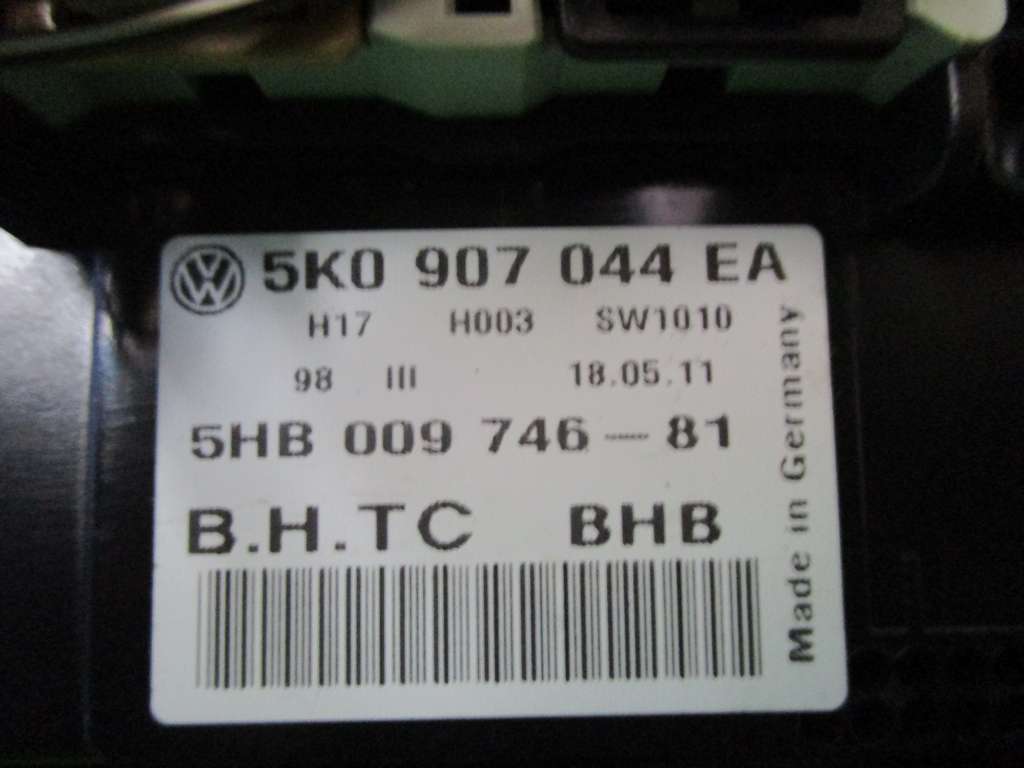 VW 5K0 907 044 EA
H17 H003 SW1010
98 III 18.05.11
5HB 009 746-81
B.H.TC BHB
Made in Germany